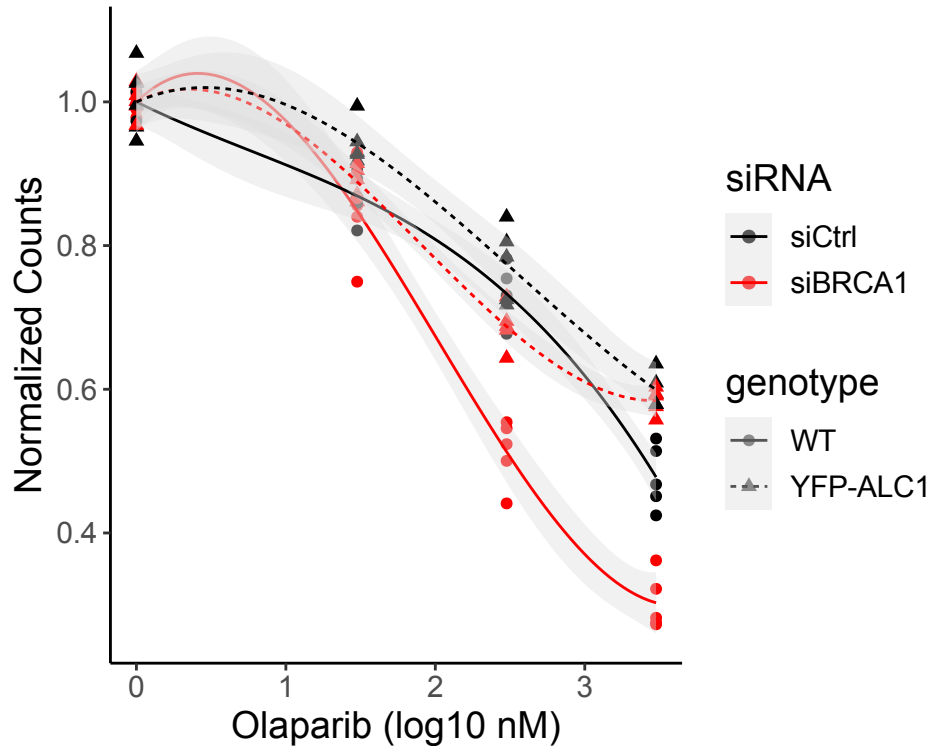 Normalized Counts
1.0
0.8
0.6
0.4
0
1
2
3
Olaparib (log10 nM)
siRNA
siCtrl
siBRCA1
genotype
WT
YFP-ALC1